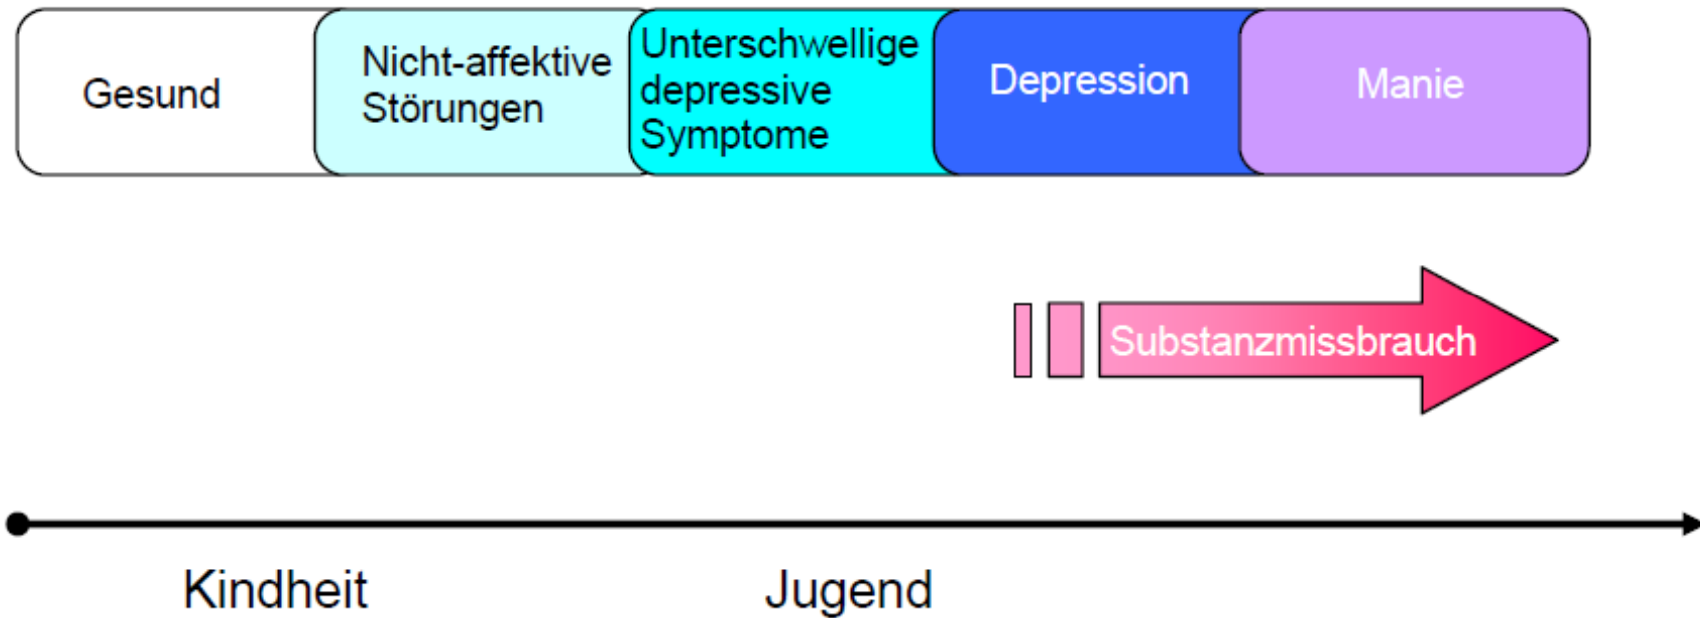 Gesund
Nicht-affektive
Störungen
Unterschwellige
depressive
Symptome
Depression
Manie
Substanzmissbrauch
Kindheit
Jugend